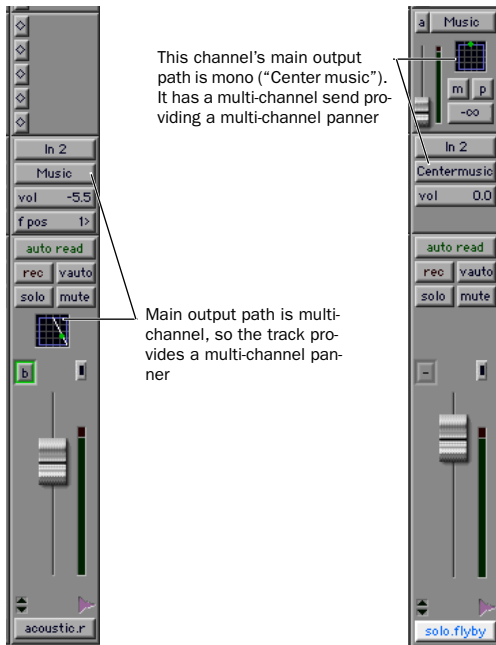 In 2
Music
vol -5.5
f pos 1>
auto read
rec vauto
solo mute
b
acoustic.r
This channel’s main output
path is mono (“Center music”).
It has a multi-channel send pro-
viding a multi-channel panner
Main output path is multi-
channel, so the track pro-
vides a multi-channel pan-
ner
a Music
m p
-∞
In 2
Centermusic
vol 0.0
auto read
rec vauto
solo mute
-
solo.flyby